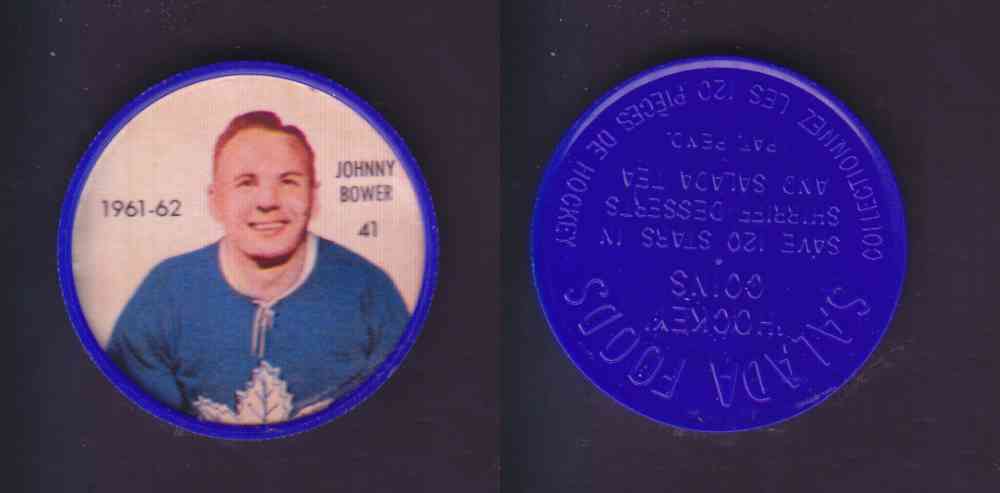 1961-62
JOHNNY
BOWER
41
SALADA FOODS
"HOCKEY"
COINS
SAVE 120 STARS IN
SHIRRIFF DESSERTS
AND SALADA TEA
PAT. PEND.
COLLECTIONNEZ LES 120 PIÈCES DE HOCKEY